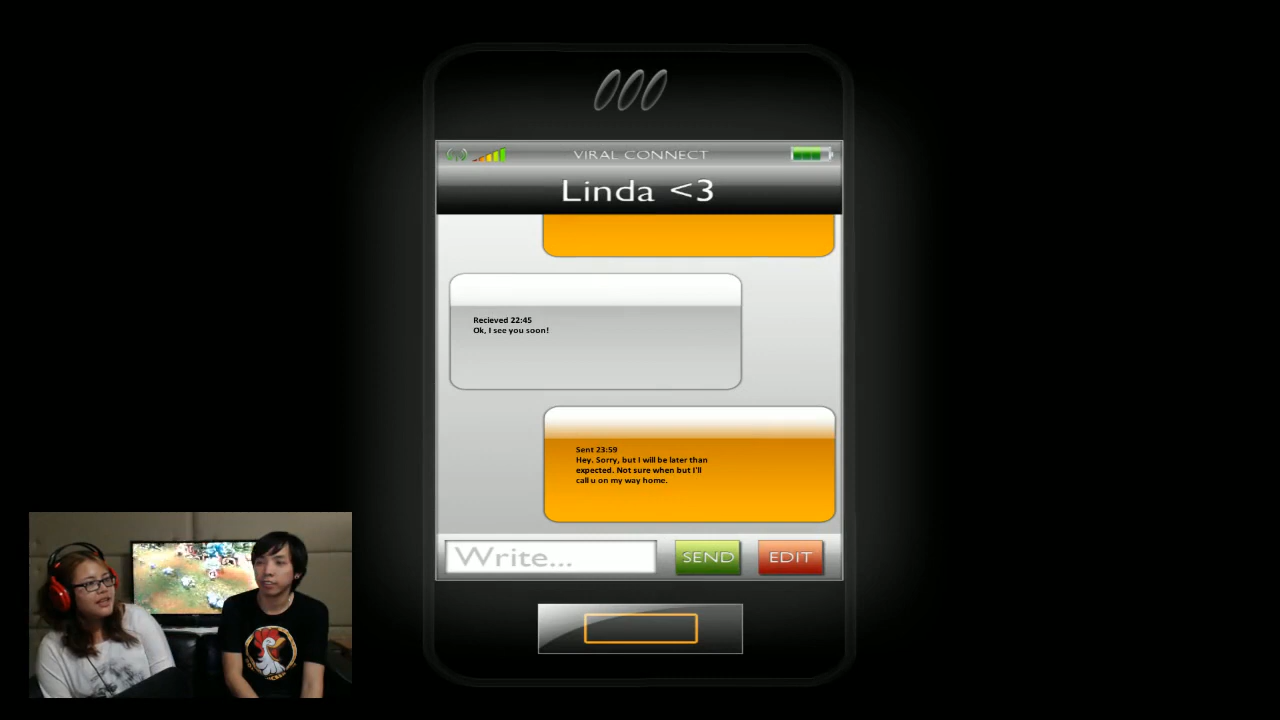 VIRAL CONNECT
Linda <3
Recieved 22:45
Ok, I see you soon!
Sent 23:59
Hey. Sorry, but I will be later than
expected. Not sure when but I'll
call u on my way home.
Write...
SEND
EDIT